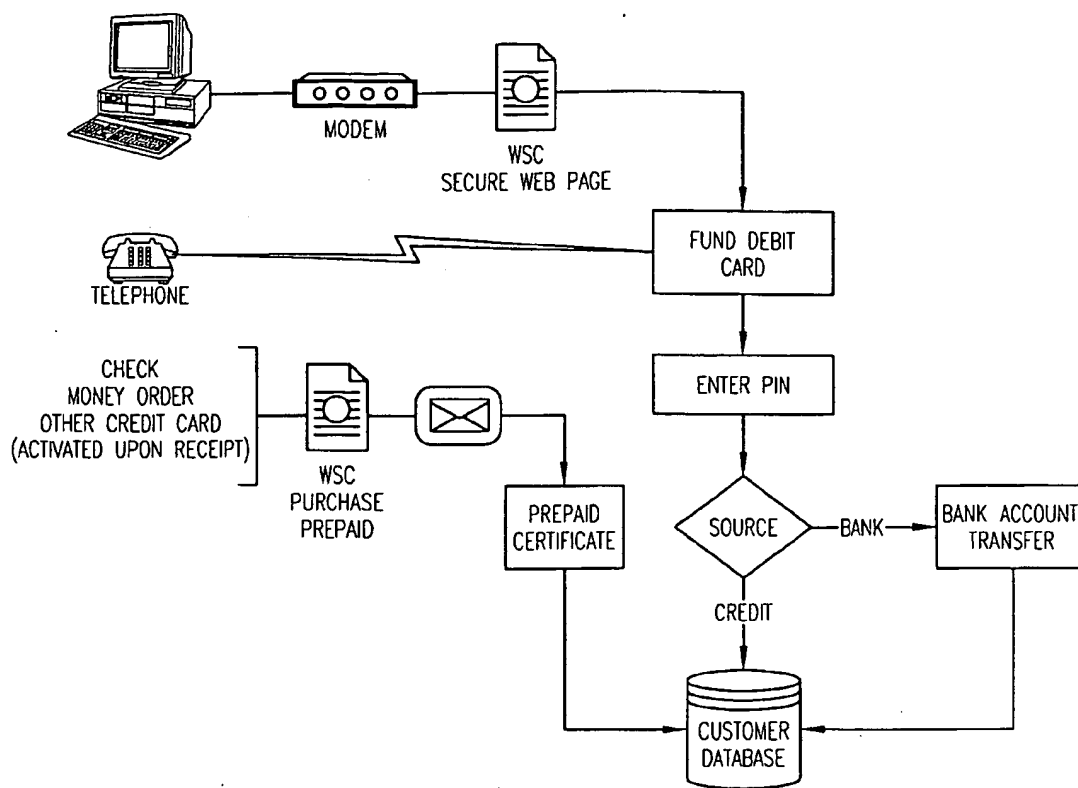 MODEM
WSC
SECURE WEB PAGE
FUND DEBIT
CARD
TELEPHONE
ENTER PIN
CHECK
MONEY ORDER
OTHER CREDIT CARD
(ACTIVATED UPON RECEIPT)
WSC
PURCHASE
PREPAID
PREPAID
CERTIFICATE
SOURCE
BANK
BANK ACCOUNT
TRANSFER
CREDIT
CUSTOMER
DATABASE